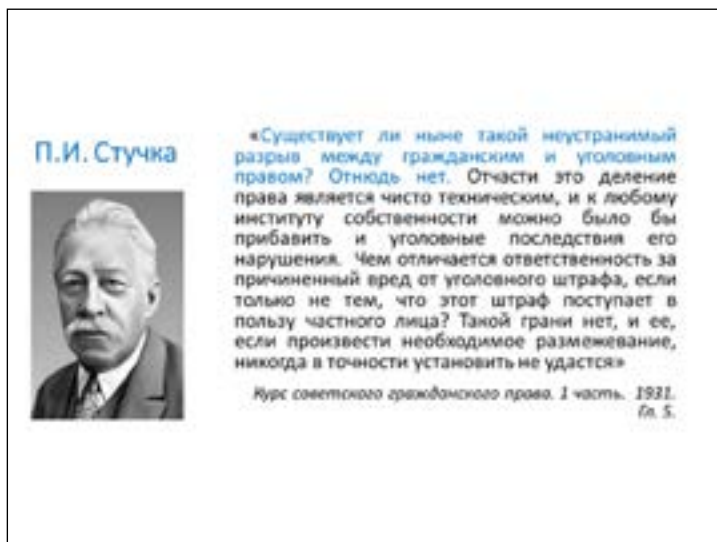 П.И. Стучка
«Существует ли ныне такой неустранимый
разрыв между гражданским и уголовным
правом? Отнюдь нет. Отчасти это деление
права является чисто техническим, и к любому
институту собственности можно было бы
прибавить и уголовные последствия его
нарушения. Чем отличается ответственность за
причиненный вред от уголовного штрафа, если
только не тем, что этот штраф поступает в
пользу частного лица? Такой грани нет, и ее,
если произвести необходимое размежевание,
никогда в точности установить не удастся»
Курс советского гражданского права. 1 часть. 1931.
Гл. 5.